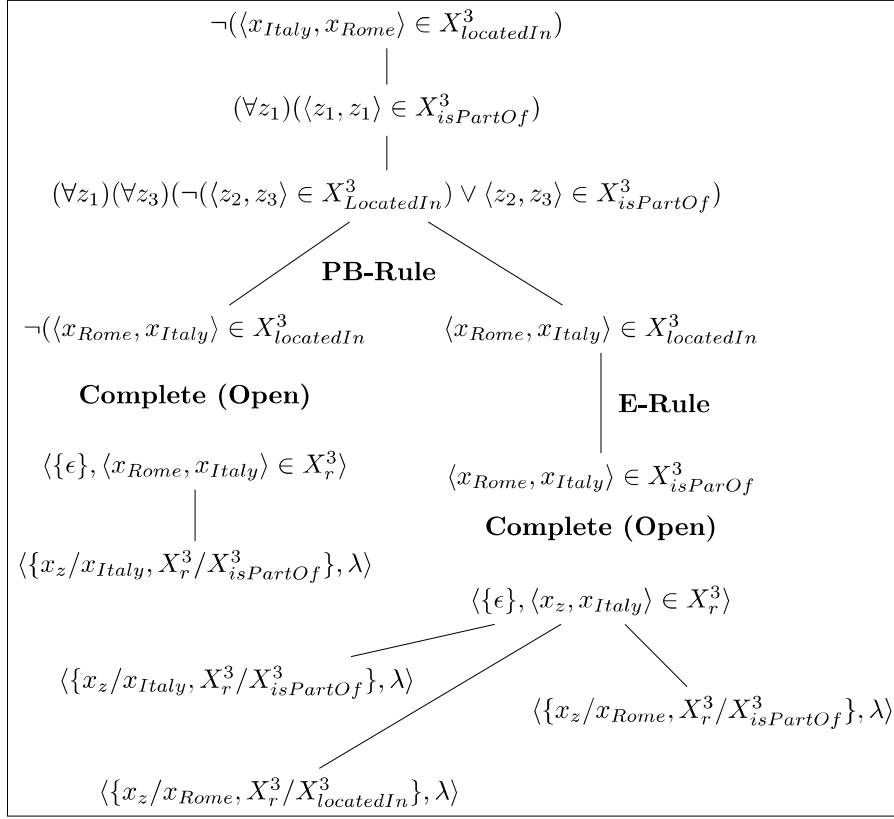 ¬(⟨x_{Italy}, x_{Rome}⟩ ∈ X^3_{locatedIn})
(∀z_1)(⟨z_1, z_1⟩ ∈ X^3_{isPartOf})
(∀z_1)(∀z_3)(¬(⟨z_2, z_3⟩ ∈ X^3_{LocatedIn}) ∨ ⟨z_2, z_3⟩ ∈ X^3_{isPartOf})
PB-Rule
¬(⟨x_{Rome}, x_{Italy}⟩ ∈ X^3_{locatedIn}
⟨x_{Rome}, x_{Italy}⟩ ∈ X^3_{locatedIn}
Complete (Open)
E-Rule
⟨{ϵ}, ⟨x_{Rome}, x_{Italy}⟩ ∈ X^3_r⟩
⟨x_{Rome}, x_{Italy}⟩ ∈ X^3_{isParOf}
Complete (Open)
⟨{x_z/x_{Italy}, X^3_r/X^3_{isPartOf}}, λ⟩
⟨{ϵ}, ⟨x_z, x_{Italy}⟩ ∈ X^3_r⟩
⟨{x_z/x_{Italy}, X^3_r/X^3_{isPartOf}}, λ⟩
⟨{x_z/x_{Rome}, X^3_r/X^3_{isPartOf}}, λ⟩
⟨{x_z/x_{Rome}, X^3_r/X^3_{locatedIn}}, λ⟩